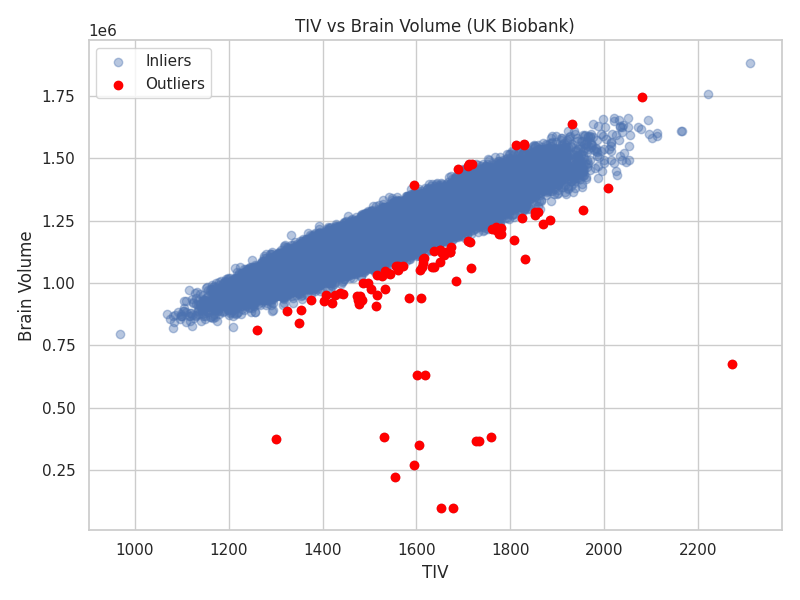 TIV vs Brain Volume (UK Biobank)
1e6
Inliers
Outliers
1.75
1.50
1.25
1.00
0.75
0.50
0.25
Brain Volume
1000 1200 1400 1600 1800 2000 2200
TIV